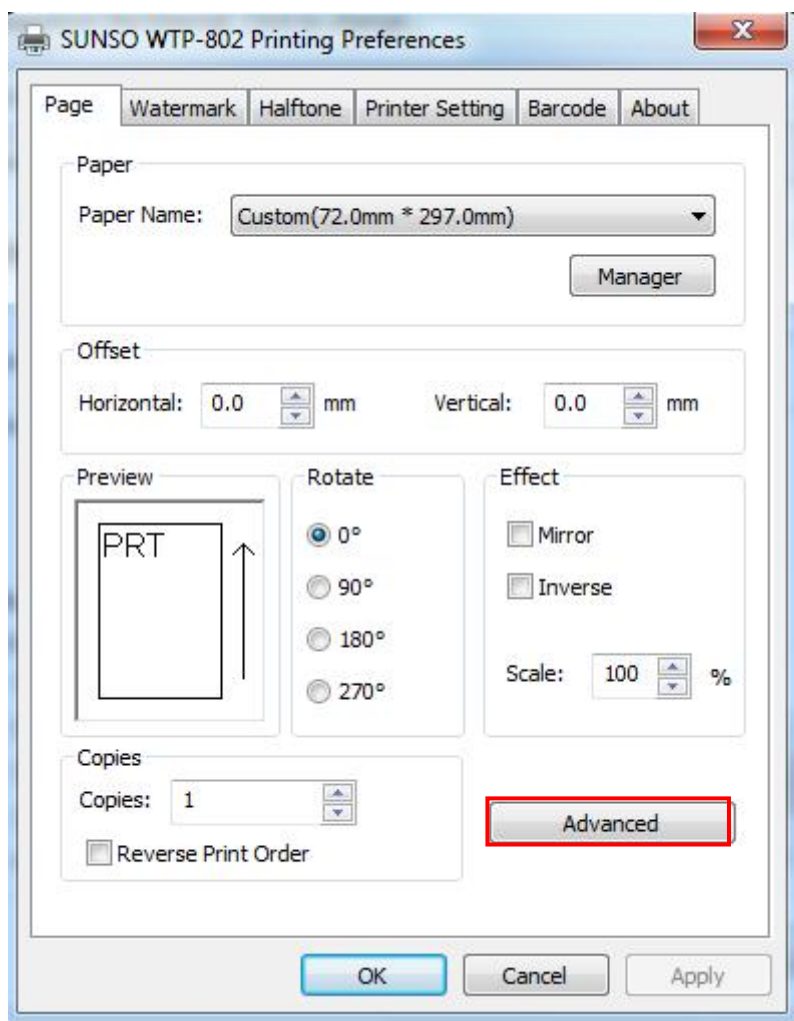 SUNSO WTP-802 Printing Preferences
Page Watermark Halftone Printer Setting Barcode About
Paper
Paper Name: Custom(72.0mm * 297.0mm)
Manager
Offset
Horizontal: 0.0 mm Vertical: 0.0 mm
Preview
PRT
Rotate
0°
90°
180°
270°
Effect
Mirror
Inverse
Scale: 100 %
Copies
Copies: 1
Reverse Print Order
Advanced
OK Cancel Apply